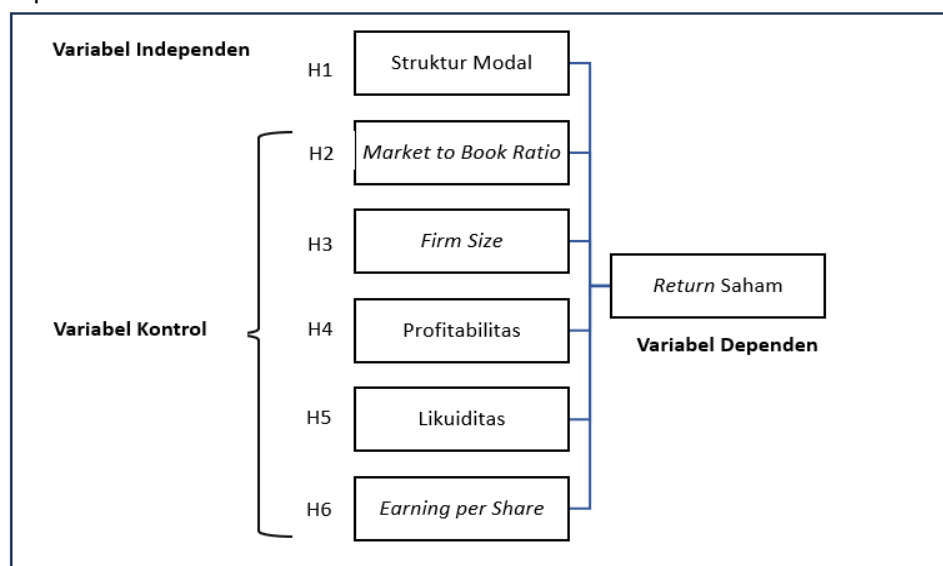 Variabel Independen
H1
Struktur Modal
H2
Market to Book Ratio
H3
Firm Size
Return Saham
Variabel Kontrol
H4
Profitabilitas
Variabel Dependen
H5
Likuiditas
H6
Earning per Share